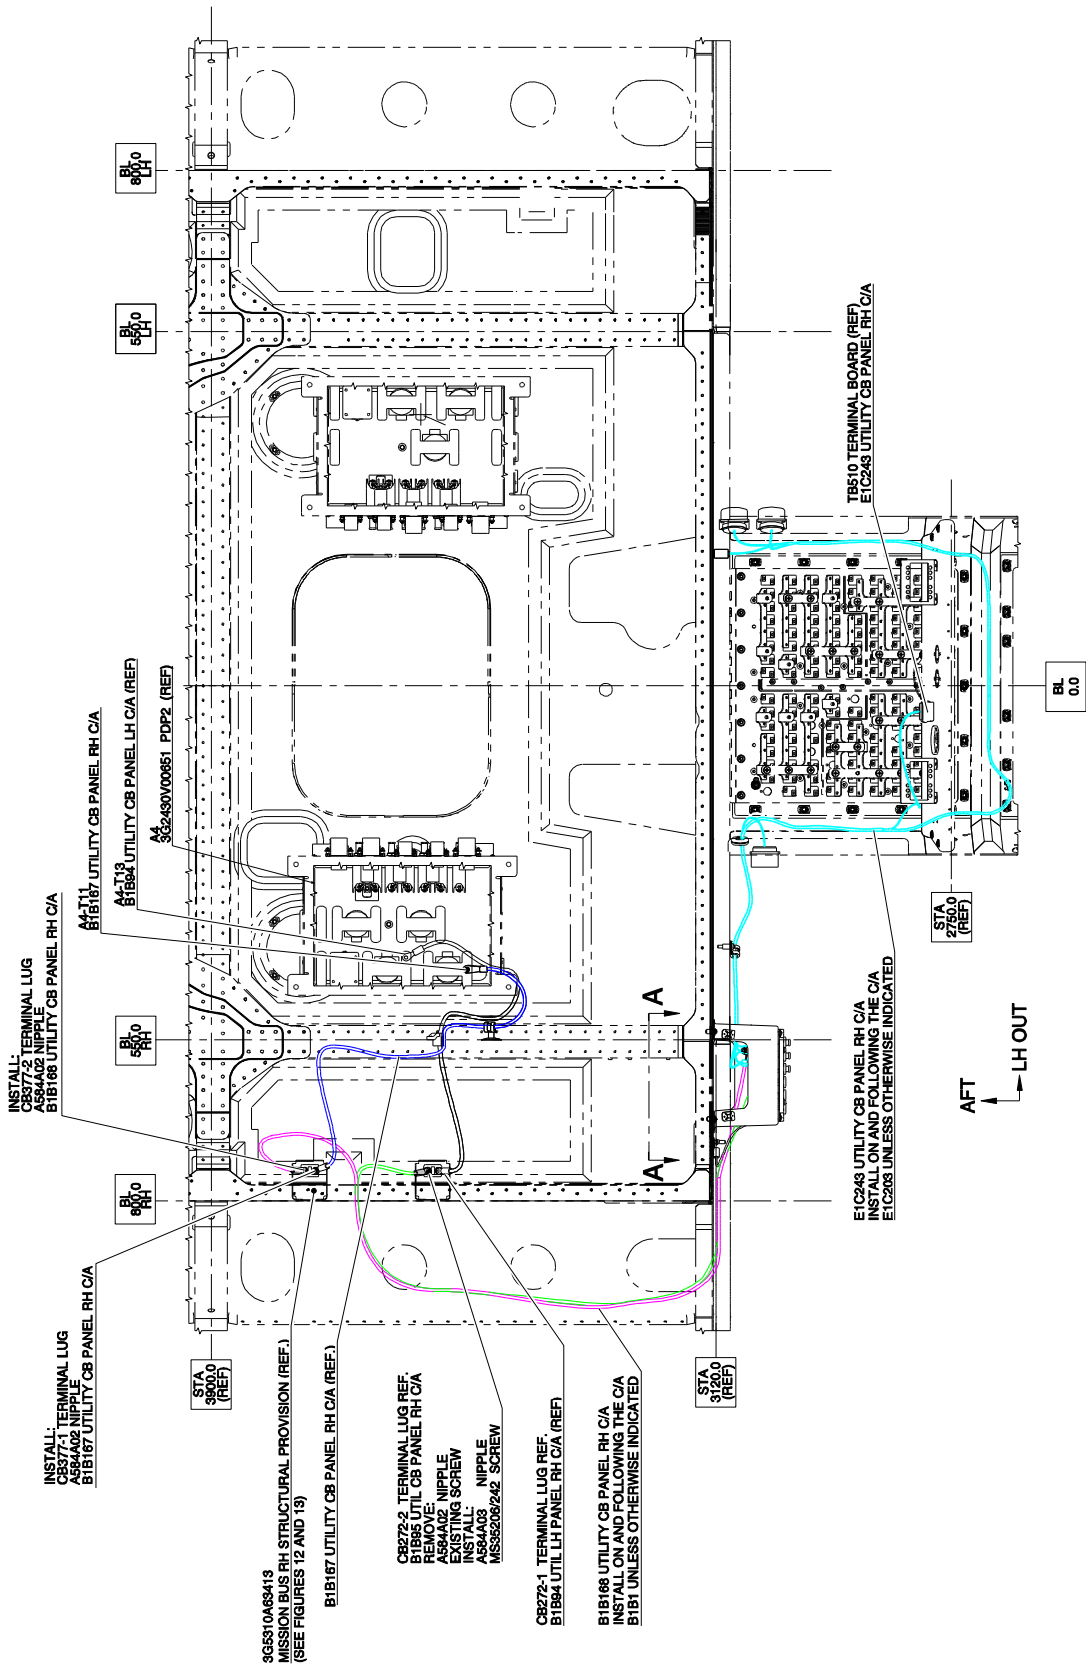 INSTALL:
CB377-2 TERMINAL LUG
A584A02 NIPPLE
B1B168 UTILITY CB PANEL RH C/A
A4-T11
B1B167 UTILITY CB PANEL RH C/A
A4-T13
B1B94 UTILITY CB PANEL LH C/A (REF)
A4
3G2430V00651 PDP2 (REF)
INSTALL:
CB377-1 TERMINAL LUG
A584A02 NIPPLE
B1B167 UTILITY CB PANEL RH C/A
BL
800.0
RH
BL
550.0
RH
BL
550.0
LH
BL
800.0
LH
STA
3900.0
(REF)
3G5310A63413
MISSION BUS RH STRUCTURAL PROVISION (REF.)
(SEE FIGURES 12 AND 13)
B1B167 UTILITY CB PANEL RH C/A (REF.)
CB272-2 TERMINAL LUG REF.
B1B95 UTIL CB PANEL RH C/A
REMOVE:
A584A02 NIPPLE
EXISTING SCREW
INSTALL:
A584A03 NIPPLE
MS35206/242 SCREW
CB272-1 TERMINAL LUG REF.
B1B94 UTIL LH PANEL RH C/A (REF)
B1B168 UTILITY CB PANEL RH C/A
INSTALL ON AND FOLLOWING THE C/A
B1B1 UNLESS OTHERWISE INDICATED
A
A
STA
3120.0
(REF)
TB510 TERMINAL BOARD (REF)
E1C243 UTILITY CB PANEL RH C/A
E1C243 UTILITY CB PANEL RH C/A
INSTALL ON AND FOLLOWING THE C/A
E1C203 UNLESS OTHERWISE INDICATED
STA
2750.0
(REF)
AFT
LH OUT
BL
0.0